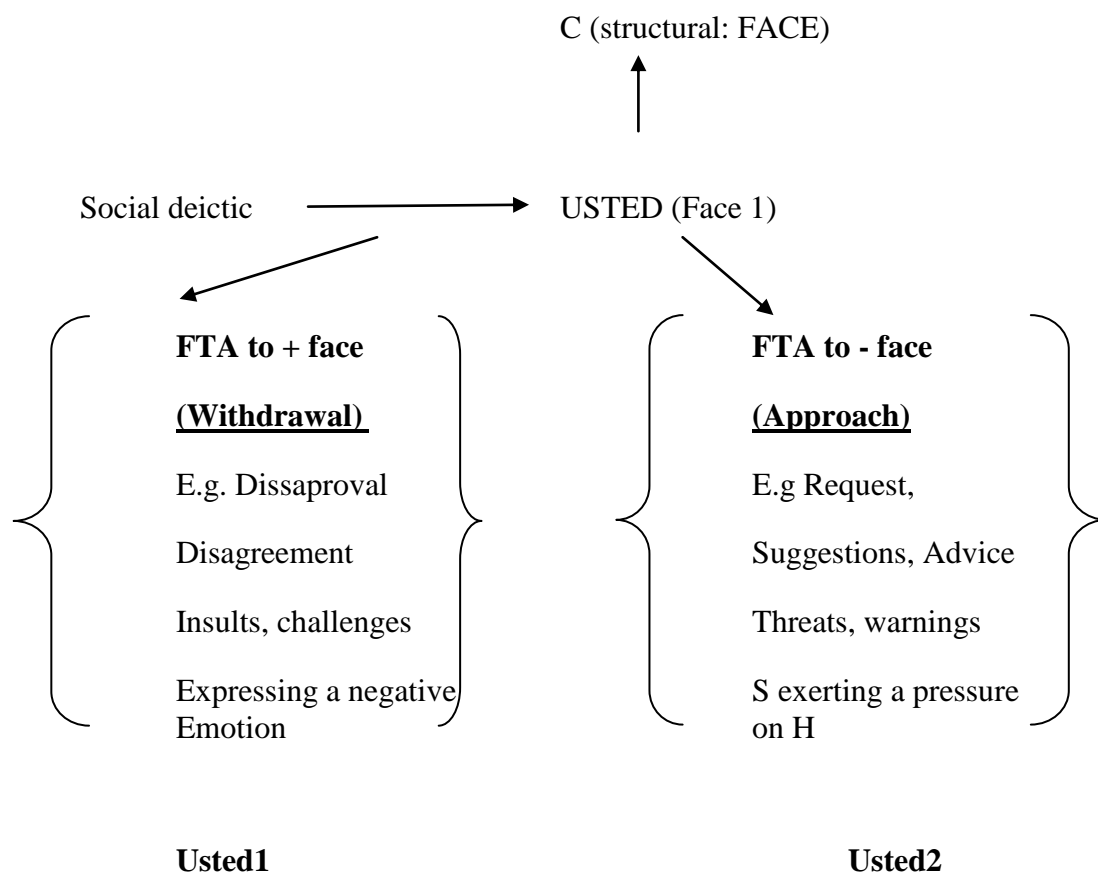 C (structural: FACE)
Social deictic
USTED (Face 1)
FTA to + face
(Withdrawal)
E.g. Dissaproval
Disagreement
Insults, challenges
Expressing a negative
Emotion
FTA to - face
(Approach)
E.g Request,
Suggestions, Advice
Threats, warnings
S exerting a pressure
on H
Usted1
Usted2